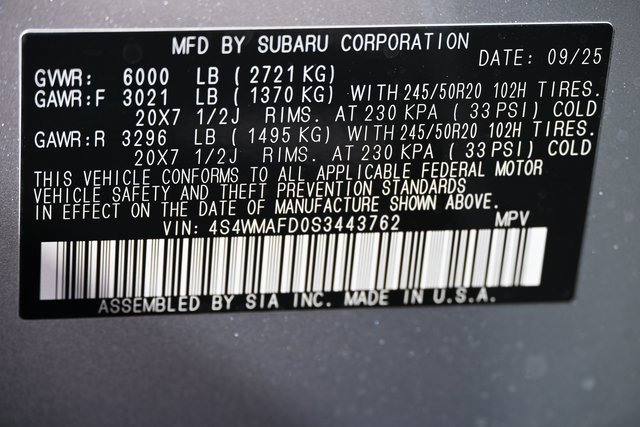 MFD BY SUBARU CORPORATION
DATE: 09/25
GVWR: 6000 LB ( 2721 KG)
GAWR:F 3021 LB ( 1370 KG) WITH 245/50R20 102H TIRES.
20X7 1/2J RIMS. AT 230 KPA ( 33 PSI) COLD
GAWR:R 3296 LB ( 1495 KG) WITH 245/50R20 102H TIRES.
20X7 1/2J RIMS. AT 230 KPA ( 33 PSI) COLD
THIS VEHICLE CONFORMS TO ALL APPLICABLE FEDERAL MOTOR
VEHICLE SAFETY AND THEFT PREVENTION STANDARDS
IN EFFECT ON THE DATE OF MANUFACTURE SHOWN ABOVE.
VIN: 4S4WMAFD0S3443762 MPV
ASSEMBLED BY SIA INC. MADE IN U.S.A.